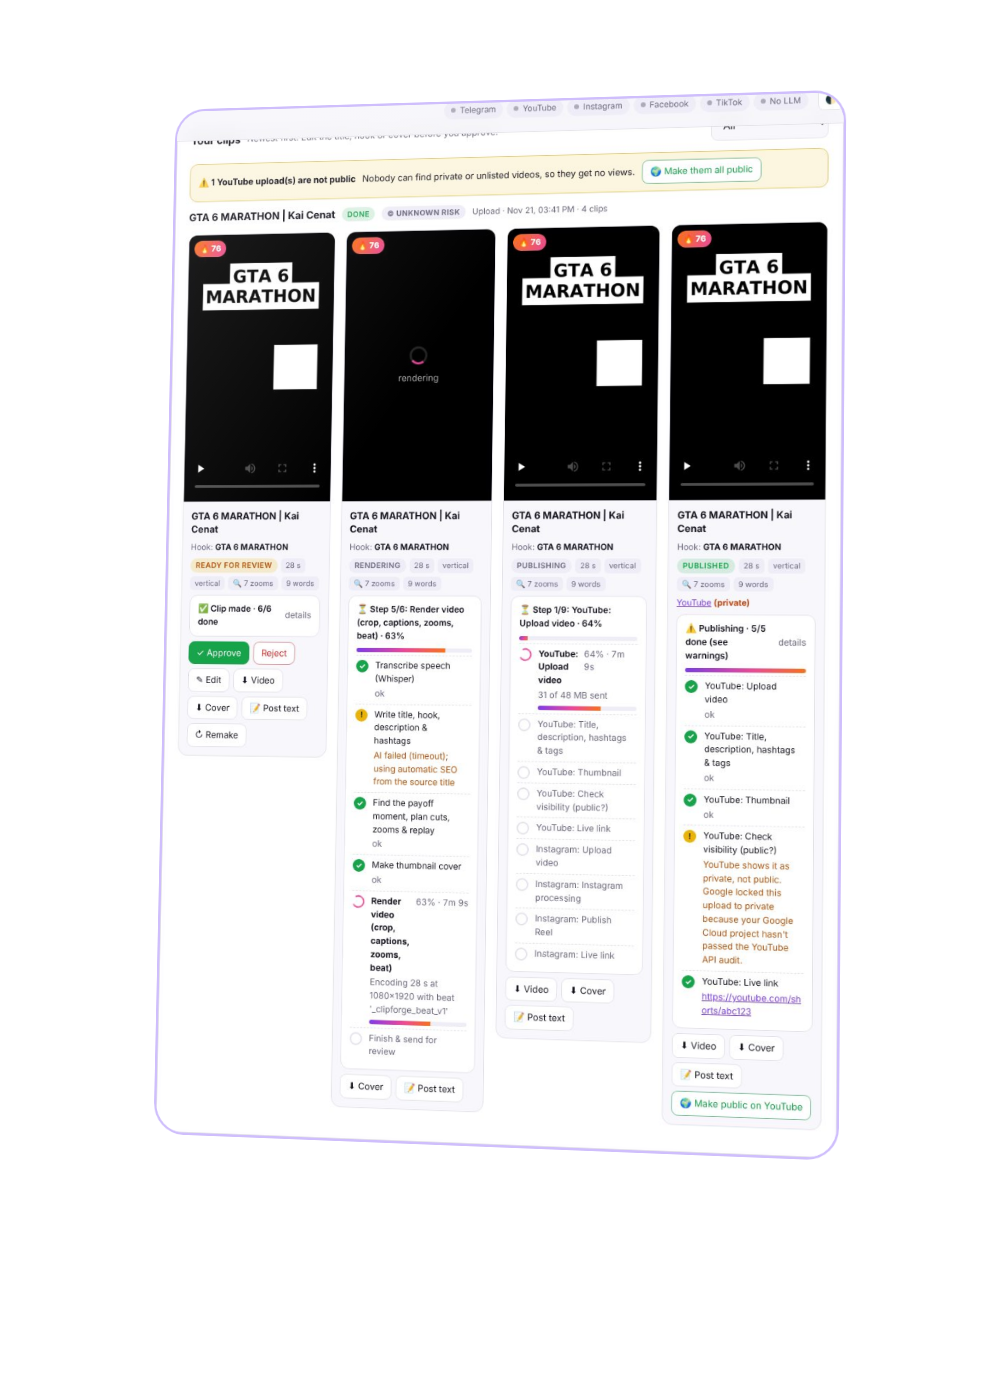 Telegram
YouTube
Instagram
Facebook
TikTok
No LLM
Your clips Newest first. Edit the title, hook or cover before you approve.
All
⚠️ 1 YouTube upload(s) are not public Nobody can find private or unlisted videos, so they get no views.
🌍 Make them all public
GTA 6 MARATHON | Kai Cenat DONE UNKNOWN RISK Upload · Nov 21, 03:41 PM · 4 clips
🔥 76
GTA 6
MARATHON
GTA 6 MARATHON | Kai
Cenat
Hook: GTA 6 MARATHON
READY FOR REVIEW 28 s
vertical 🔍 7 zooms 9 words
✅ Clip made · 6/6
done
details
✓ Approve Reject
✎ Edit ⬇ Video
⬇ Cover 📝 Post text
↻ Remake
🔥 76
rendering
GTA 6 MARATHON | Kai
Cenat
Hook: GTA 6 MARATHON
RENDERING 28 s vertical
🔍 7 zooms 9 words
⏳ Step 5/6: Render video
(crop, captions, zooms,
beat) · 63%
Transcribe speech
(Whisper)
ok
Write title, hook,
description &
hashtags
AI failed (timeout);
using automatic SEO
from the source title
Find the payoff
moment, plan cuts,
zooms & replay
ok
Make thumbnail cover
ok
Render
video
(crop,
captions,
zooms,
beat)
63% · 7m 9s
Encoding 28 s at
1080×1920 with beat
'_clipforge_beat_v1'
Finish & send for
review
⬇ Cover 📝 Post text
🔥 76
GTA 6
MARATHON
GTA 6 MARATHON | Kai
Cenat
Hook: GTA 6 MARATHON
PUBLISHING 28 s vertical
🔍 7 zooms 9 words
⏳ Step 1/9: YouTube:
Upload video · 64%
YouTube:
Upload
video
64% · 7m
9s
31 of 48 MB sent
YouTube: Title,
description, hashtags
& tags
YouTube: Thumbnail
YouTube: Check
visibility (public?)
YouTube: Live link
Instagram: Upload
video
Instagram: Instagram
processing
Instagram: Publish
Reel
Instagram: Live link
⬇ Video ⬇ Cover
📝 Post text
🔥 76
GTA 6
MARATHON
GTA 6 MARATHON | Kai
Cenat
Hook: GTA 6 MARATHON
PUBLISHED 28 s vertical
🔍 7 zooms 9 words
YouTube (private)
⚠️ Publishing · 5/5
done (see
warnings)
details
YouTube: Upload
video
ok
YouTube: Title,
description, hashtags
& tags
ok
YouTube: Thumbnail
ok
YouTube: Check
visibility (public?)
YouTube shows it as
private, not public.
Google locked this
upload to private
because your Google
Cloud project hasn't
passed the YouTube
API audit.
YouTube: Live link
https://youtube.com/sh
orts/abc123
⬇ Video ⬇ Cover
📝 Post text
🌍 Make public on YouTube